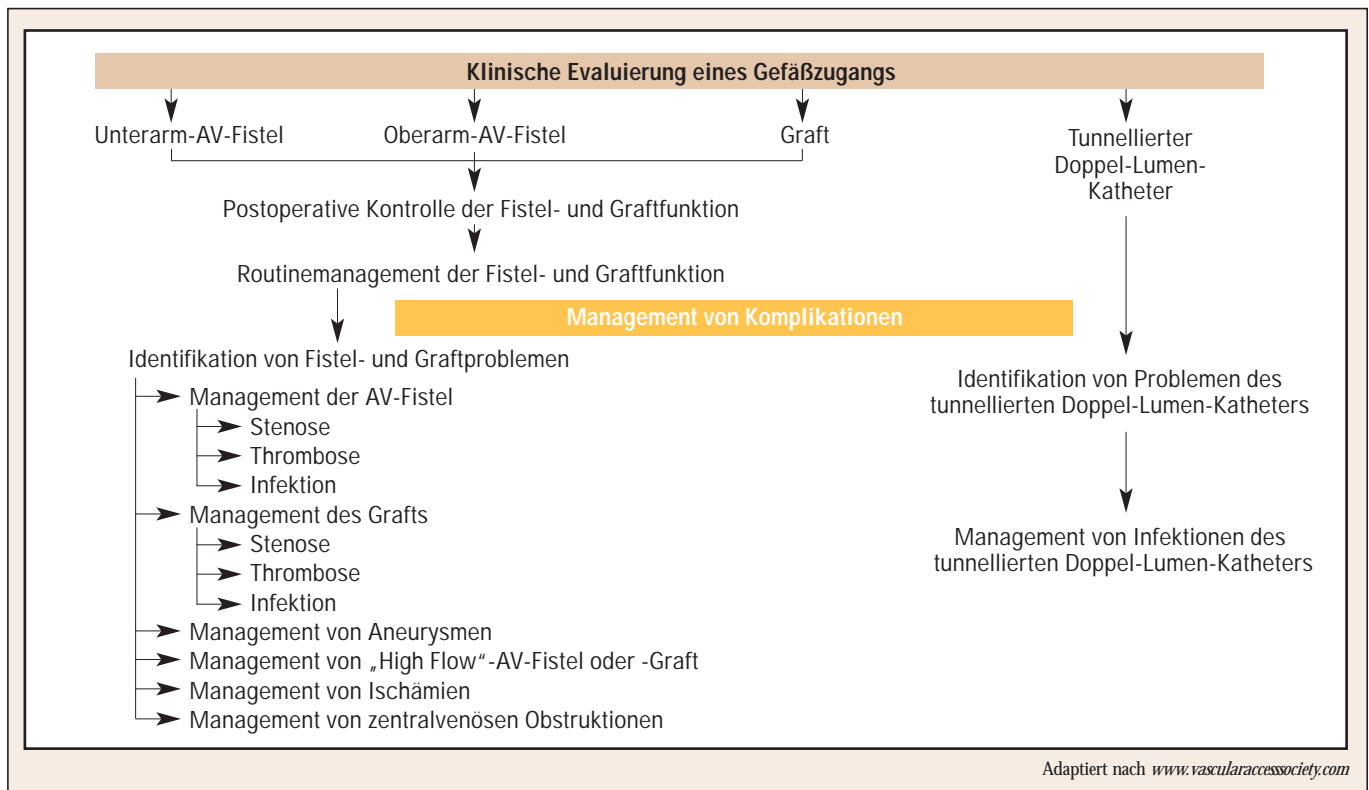 Klinische Evaluierung eines Gefäßzugangs
Unterarm-AV-Fistel
Oberarm-AV-Fistel
Graft
Tunnellierter
Doppel-Lumen-
Katheter
Postoperative Kontrolle der Fistel- und Graftfunktion
Routinemanagement der Fistel- und Graftfunktion
Management von Komplikationen
Identifikation von Fistel- und Graftproblemen
Management der AV-Fistel
Stenose
Thrombose
Infektion
Management des Grafts
Stenose
Thrombose
Infektion
Management von Aneurysmen
Management von „High Flow“-AV-Fistel oder -Graft
Management von Ischämien
Management von zentralvenösen Obstruktionen
Identifikation von Problemen des
tunnellierten Doppel-Lumen-Katheters
Management von Infektionen des
tunnellierten Doppel-Lumen-Katheters
Adaptiert nach www.vascularaccesssociety.com